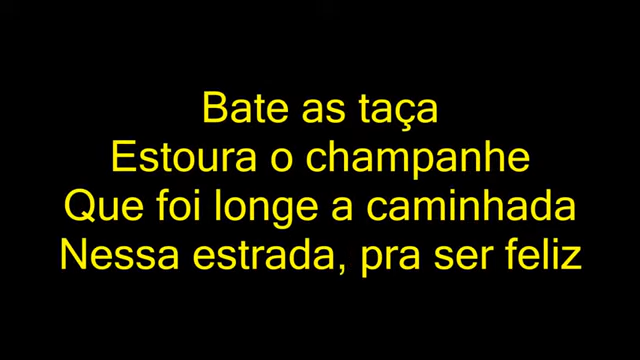 Bate as taça
Estoura o champanhe
Que foi longe a caminhada
Nessa estrada, pra ser feliz